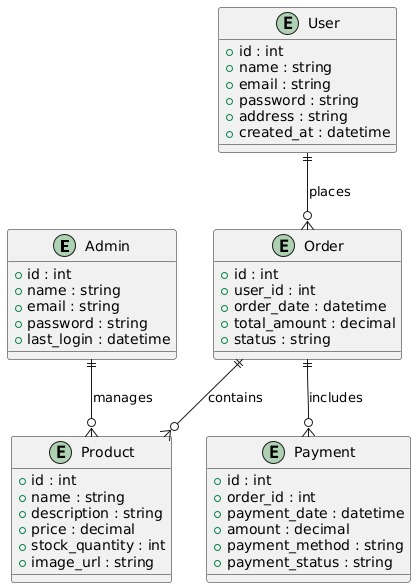 E User
+ id : int
+ name : string
+ email : string
+ password : string
+ address : string
+ created_at : datetime
places
E Admin
+ id : int
+ name : string
+ email : string
+ password : string
+ last_login : datetime
E Order
+ id : int
+ user_id : int
+ order_date : datetime
+ total_amount : decimal
+ status : string
manages
contains
includes
E Product
+ id : int
+ name : string
+ description : string
+ price : decimal
+ stock_quantity : int
+ image_url : string
E Payment
+ id : int
+ order_id : int
+ payment_date : datetime
+ amount : decimal
+ payment_method : string
+ payment_status : string